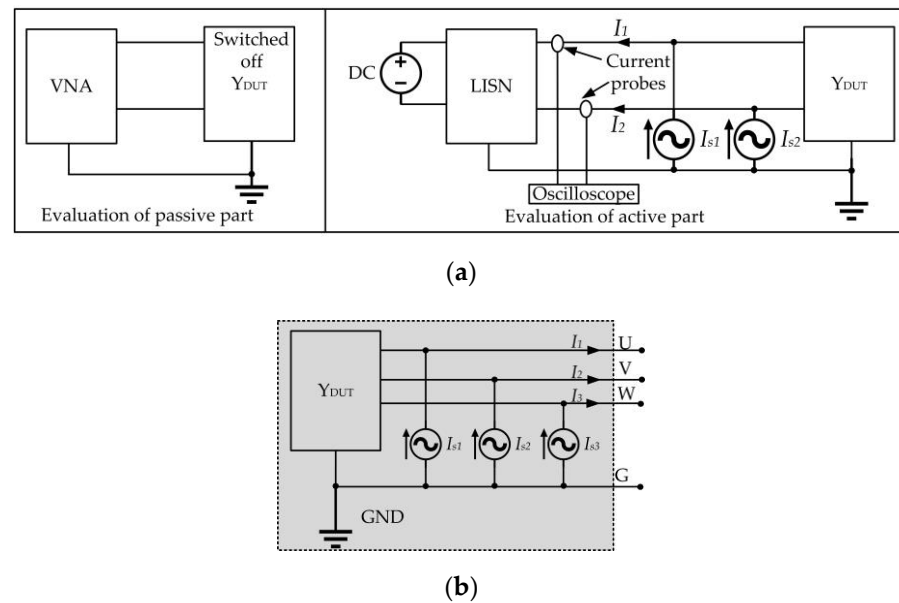 VNA
Switched
off
YDUT
Evaluation of passive part
DC
LISN
I1
Current
probes
I2
Is1
Is2
YDUT
Oscilloscope
Evaluation of active part
(a)
YDUT
I1
U
I2
V
I3
W
Is1
Is2
Is3
G
GND
(b)